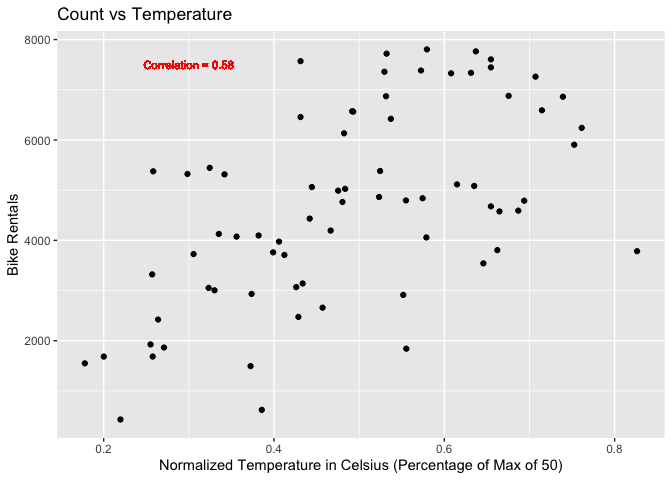 Count vs Temperature
8000
Correlation = 0.58
6000
Bike Rentals
4000
2000
0.2 0.4 0.6 0.8
Normalized Temperature in Celsius (Percentage of Max of 50)